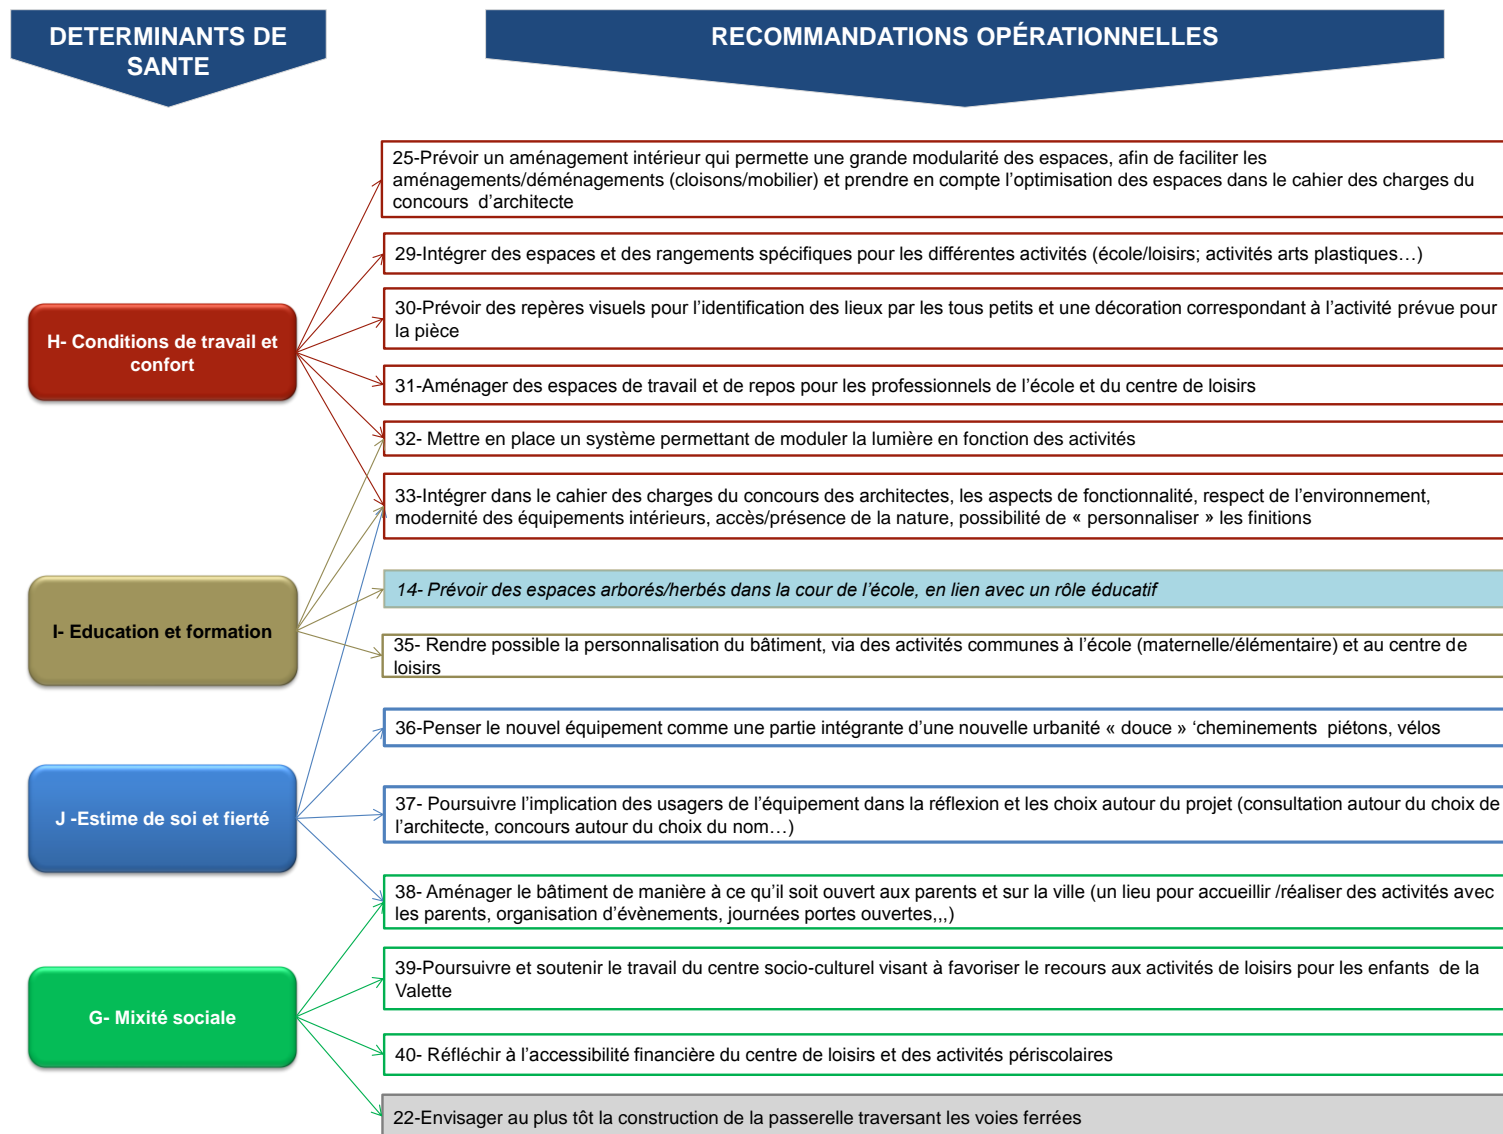 DETERMINANTS DE
SANTE
RECOMMANDATIONS OPÉRATIONNELLES
25-Prévoir un aménagement intérieur qui permette une grande modularité des espaces, afin de faciliter les
aménagements/déménagements (cloisons/mobilier) et prendre en compte l’optimisation des espaces dans le cahier des charges du
concours d’architecte
29-Intégrer des espaces et des rangements spécifiques pour les différentes activités (école/loisirs; activités arts plastiques…)
30-Prévoir des repères visuels pour l’identification des lieux par les tous petits et une décoration correspondant à l’activité prévue pour
la pièce
H- Conditions de travail et
confort
31-Aménager des espaces de travail et de repos pour les professionnels de l’école et du centre de loisirs
32- Mettre en place un système permettant de moduler la lumière en fonction des activités
33-Intégrer dans le cahier des charges du concours des architectes, les aspects de fonctionnalité, respect de l’environnement,
modernité des équipements intérieurs, accès/présence de la nature, possibilité de « personnaliser » les finitions
14- Prévoir des espaces arborés/herbés dans la cour de l’école, en lien avec un rôle éducatif
I- Education et formation
35- Rendre possible la personnalisation du bâtiment, via des activités communes à l’école (maternelle/élémentaire) et au centre de
loisirs
36-Penser le nouvel équipement comme une partie intégrante d’une nouvelle urbanité « douce » ‘cheminements piétons, vélos
J -Estime de soi et fierté
37- Poursuivre l’implication des usagers de l’équipement dans la réflexion et les choix autour du projet (consultation autour du choix de
l’architecte, concours autour du choix du nom…)
38- Aménager le bâtiment de manière à ce qu’il soit ouvert aux parents et sur la ville (un lieu pour accueillir /réaliser des activités avec
les parents, organisation d’évènements, journées portes ouvertes,,,)
39-Poursuivre et soutenir le travail du centre socio-culturel visant à favoriser le recours aux activités de loisirs pour les enfants de la
Valette
G- Mixité sociale
40- Réfléchir à l’accessibilité financière du centre de loisirs et des activités périscolaires
22-Envisager au plus tôt la construction de la passerelle traversant les voies ferrées